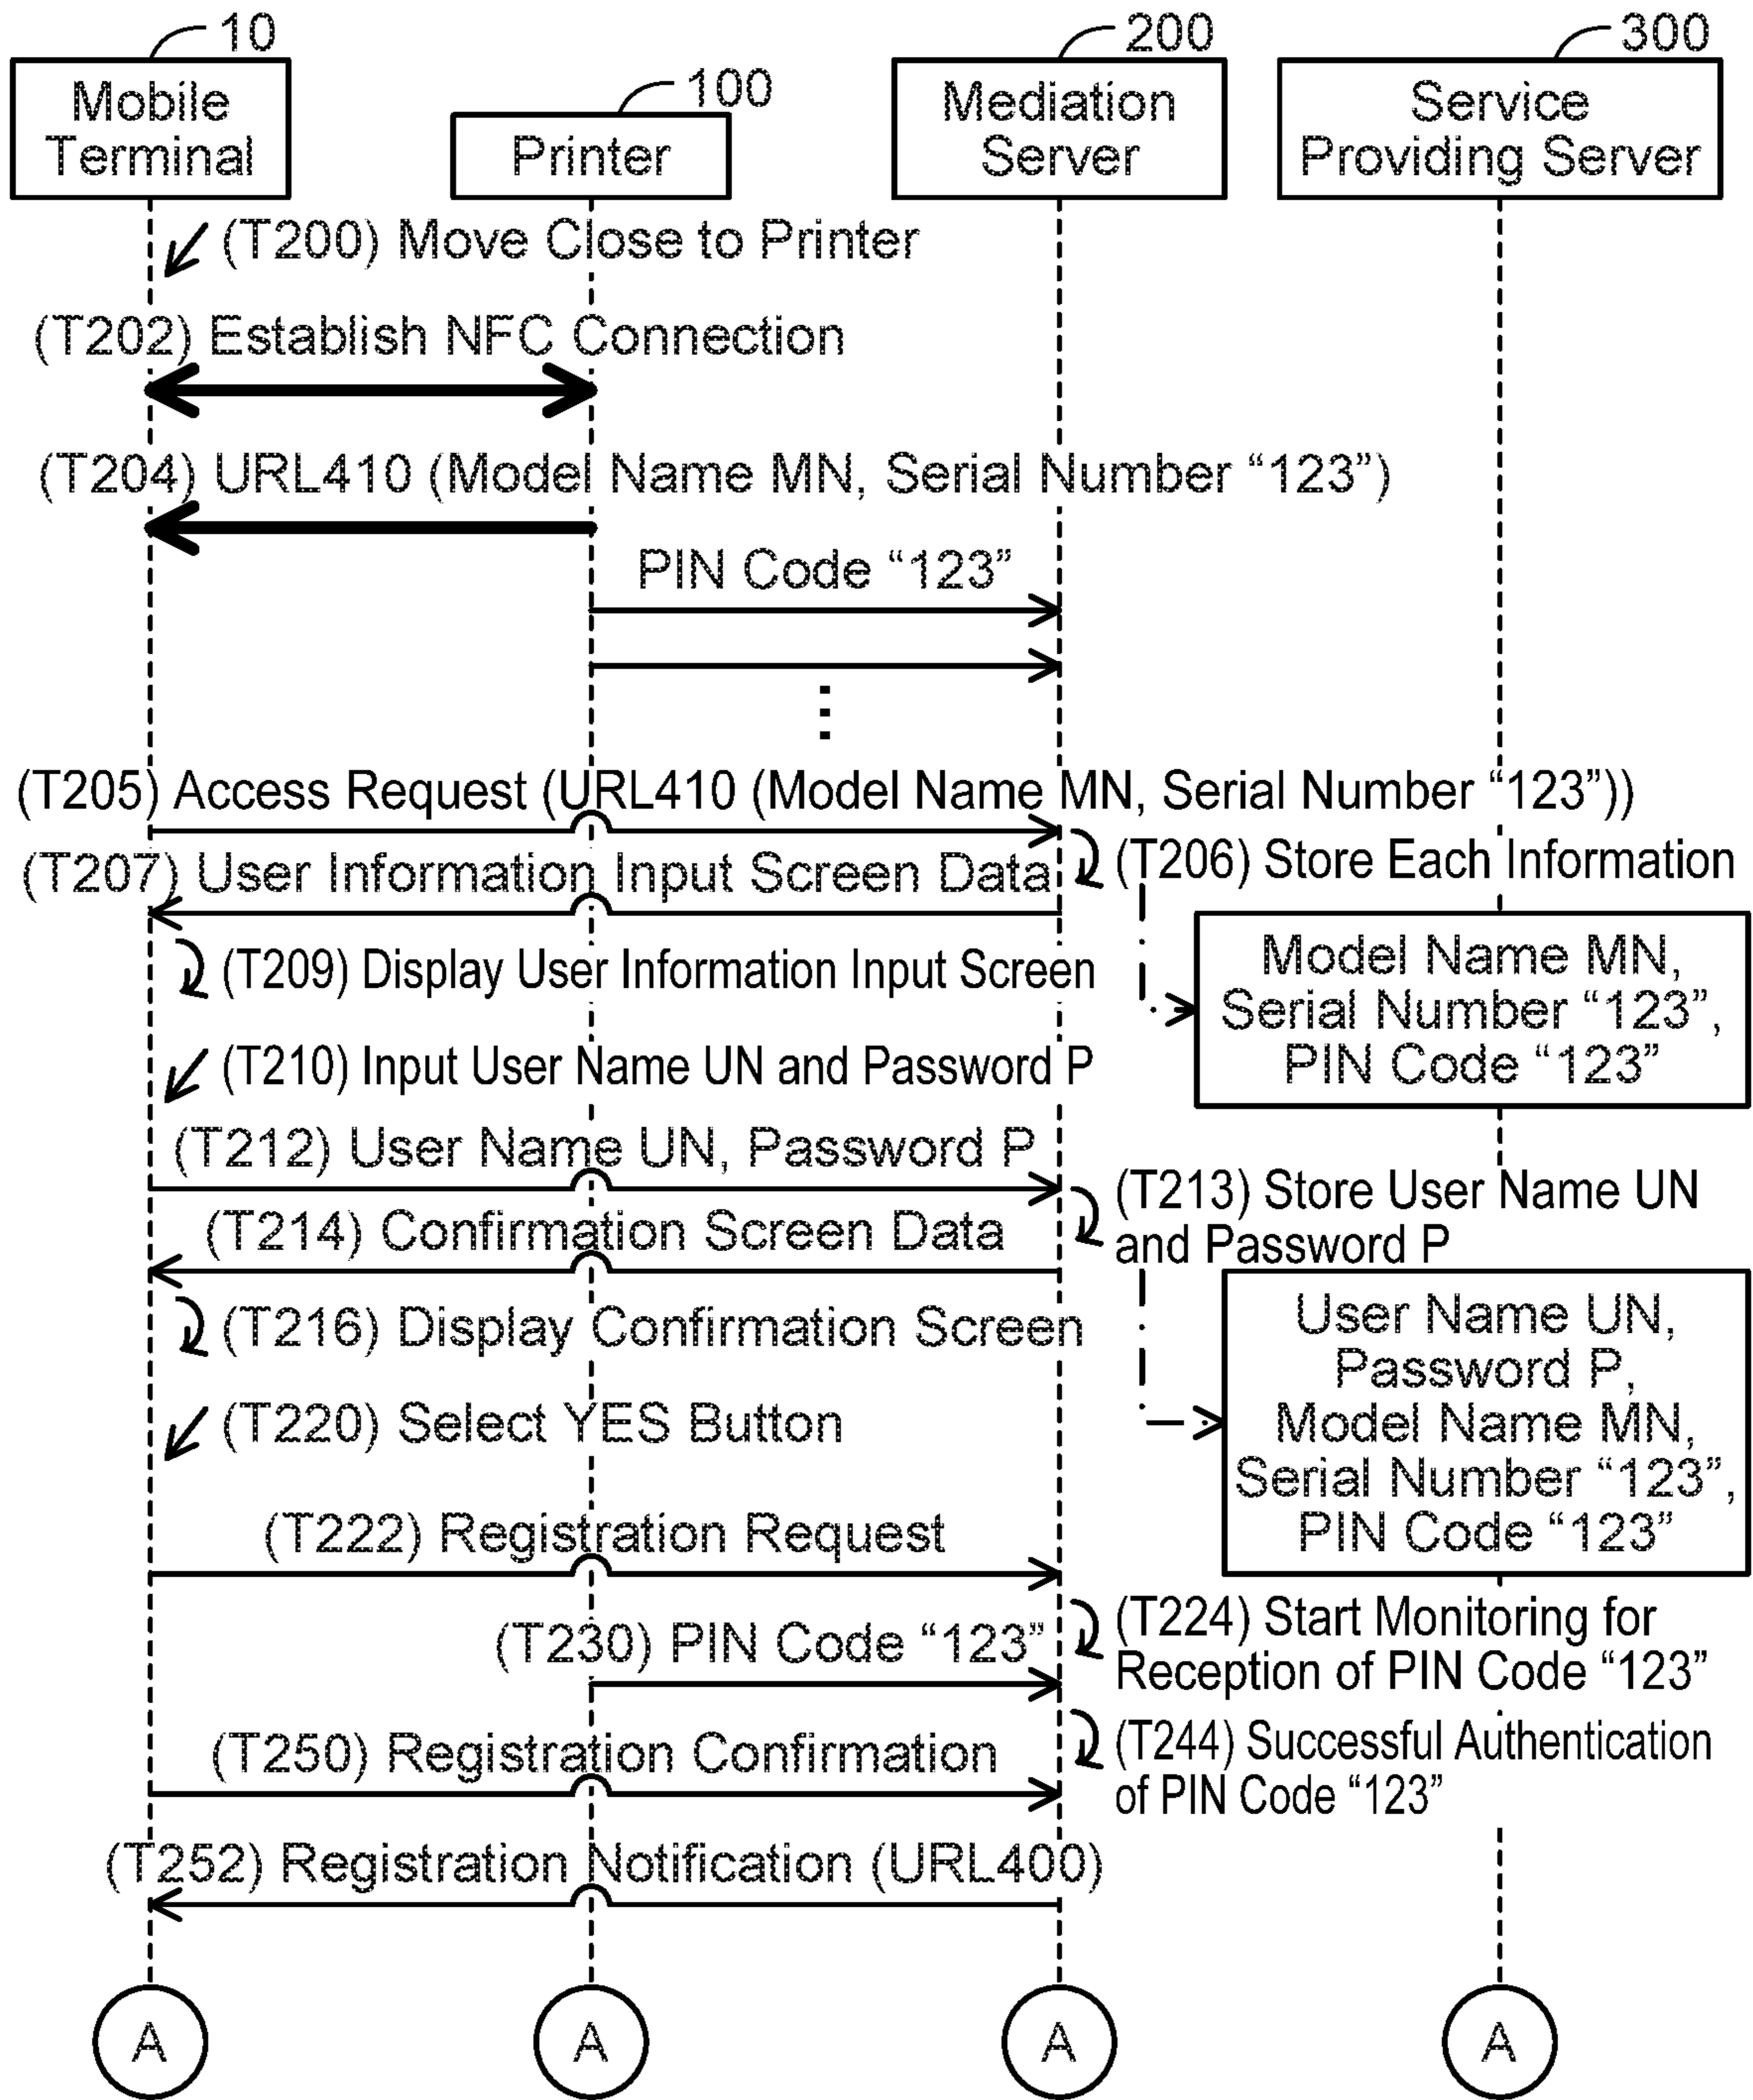 10
100
200
300
Mobile
Terminal
Printer
Mediation
Server
Service
Providing Server
(T200) Move Close to Printer
(T202) Establish NFC Connection
(T204) URL410 (Model Name MN, Serial Number “123”)
PIN Code “123”
(T205) Access Request (URL410 (Model Name MN, Serial Number “123”))
(T206) Store Each Information
(T207) User Information Input Screen Data
Model Name MN,
Serial Number “123”,
PIN Code “123”
(T209) Display User Information Input Screen
(T210) Input User Name UN and Password P
(T212) User Name UN, Password P
(T213) Store User Name UN
and Password P
(T214) Confirmation Screen Data
User Name UN,
Password P,
Model Name MN,
Serial Number “123”,
PIN Code “123”
(T216) Display Confirmation Screen
(T220) Select YES Button
(T222) Registration Request
(T224) Start Monitoring for
Reception of PIN Code “123”
(T230) PIN Code “123”
(T244) Successful Authentication
of PIN Code “123”
(T250) Registration Confirmation
(T252) Registration Notification (URL400)
A
A
A
A